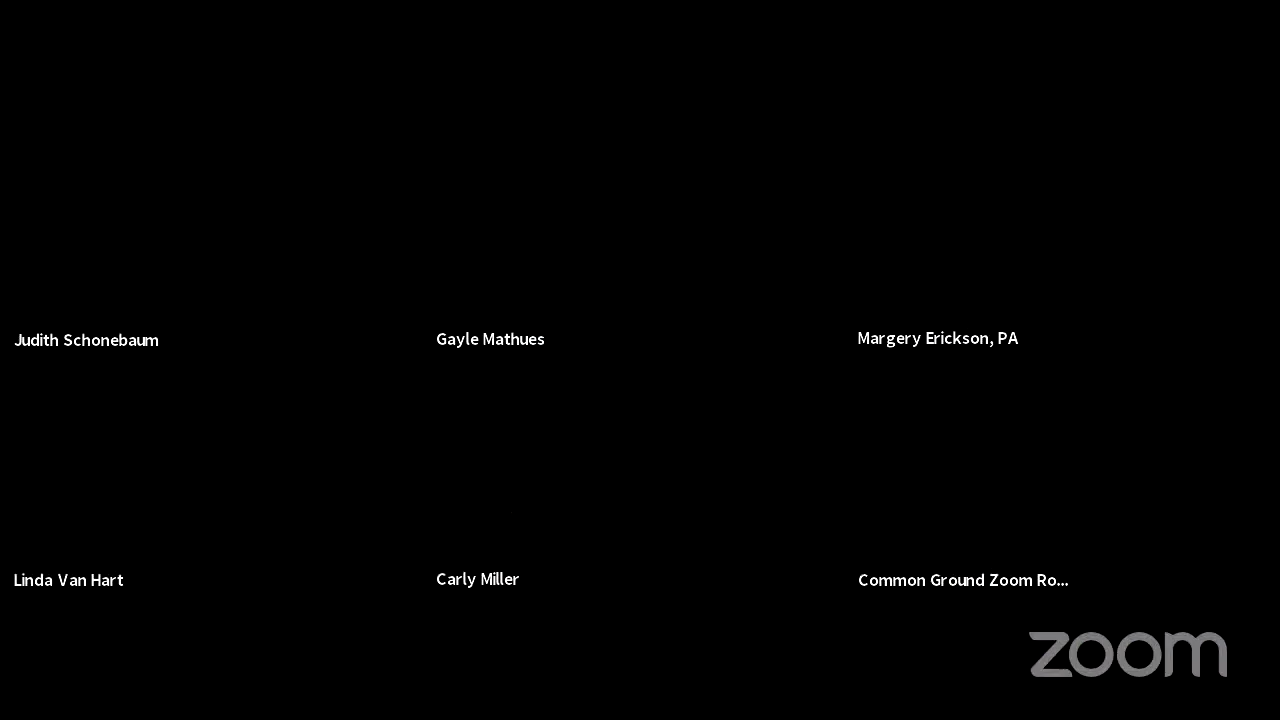 Judith Schonebaum
Gayle Mathues
Margery Erickson, PA
Linda Van Hart
Carly Miller
Common Ground Zoom Ro...
zoom